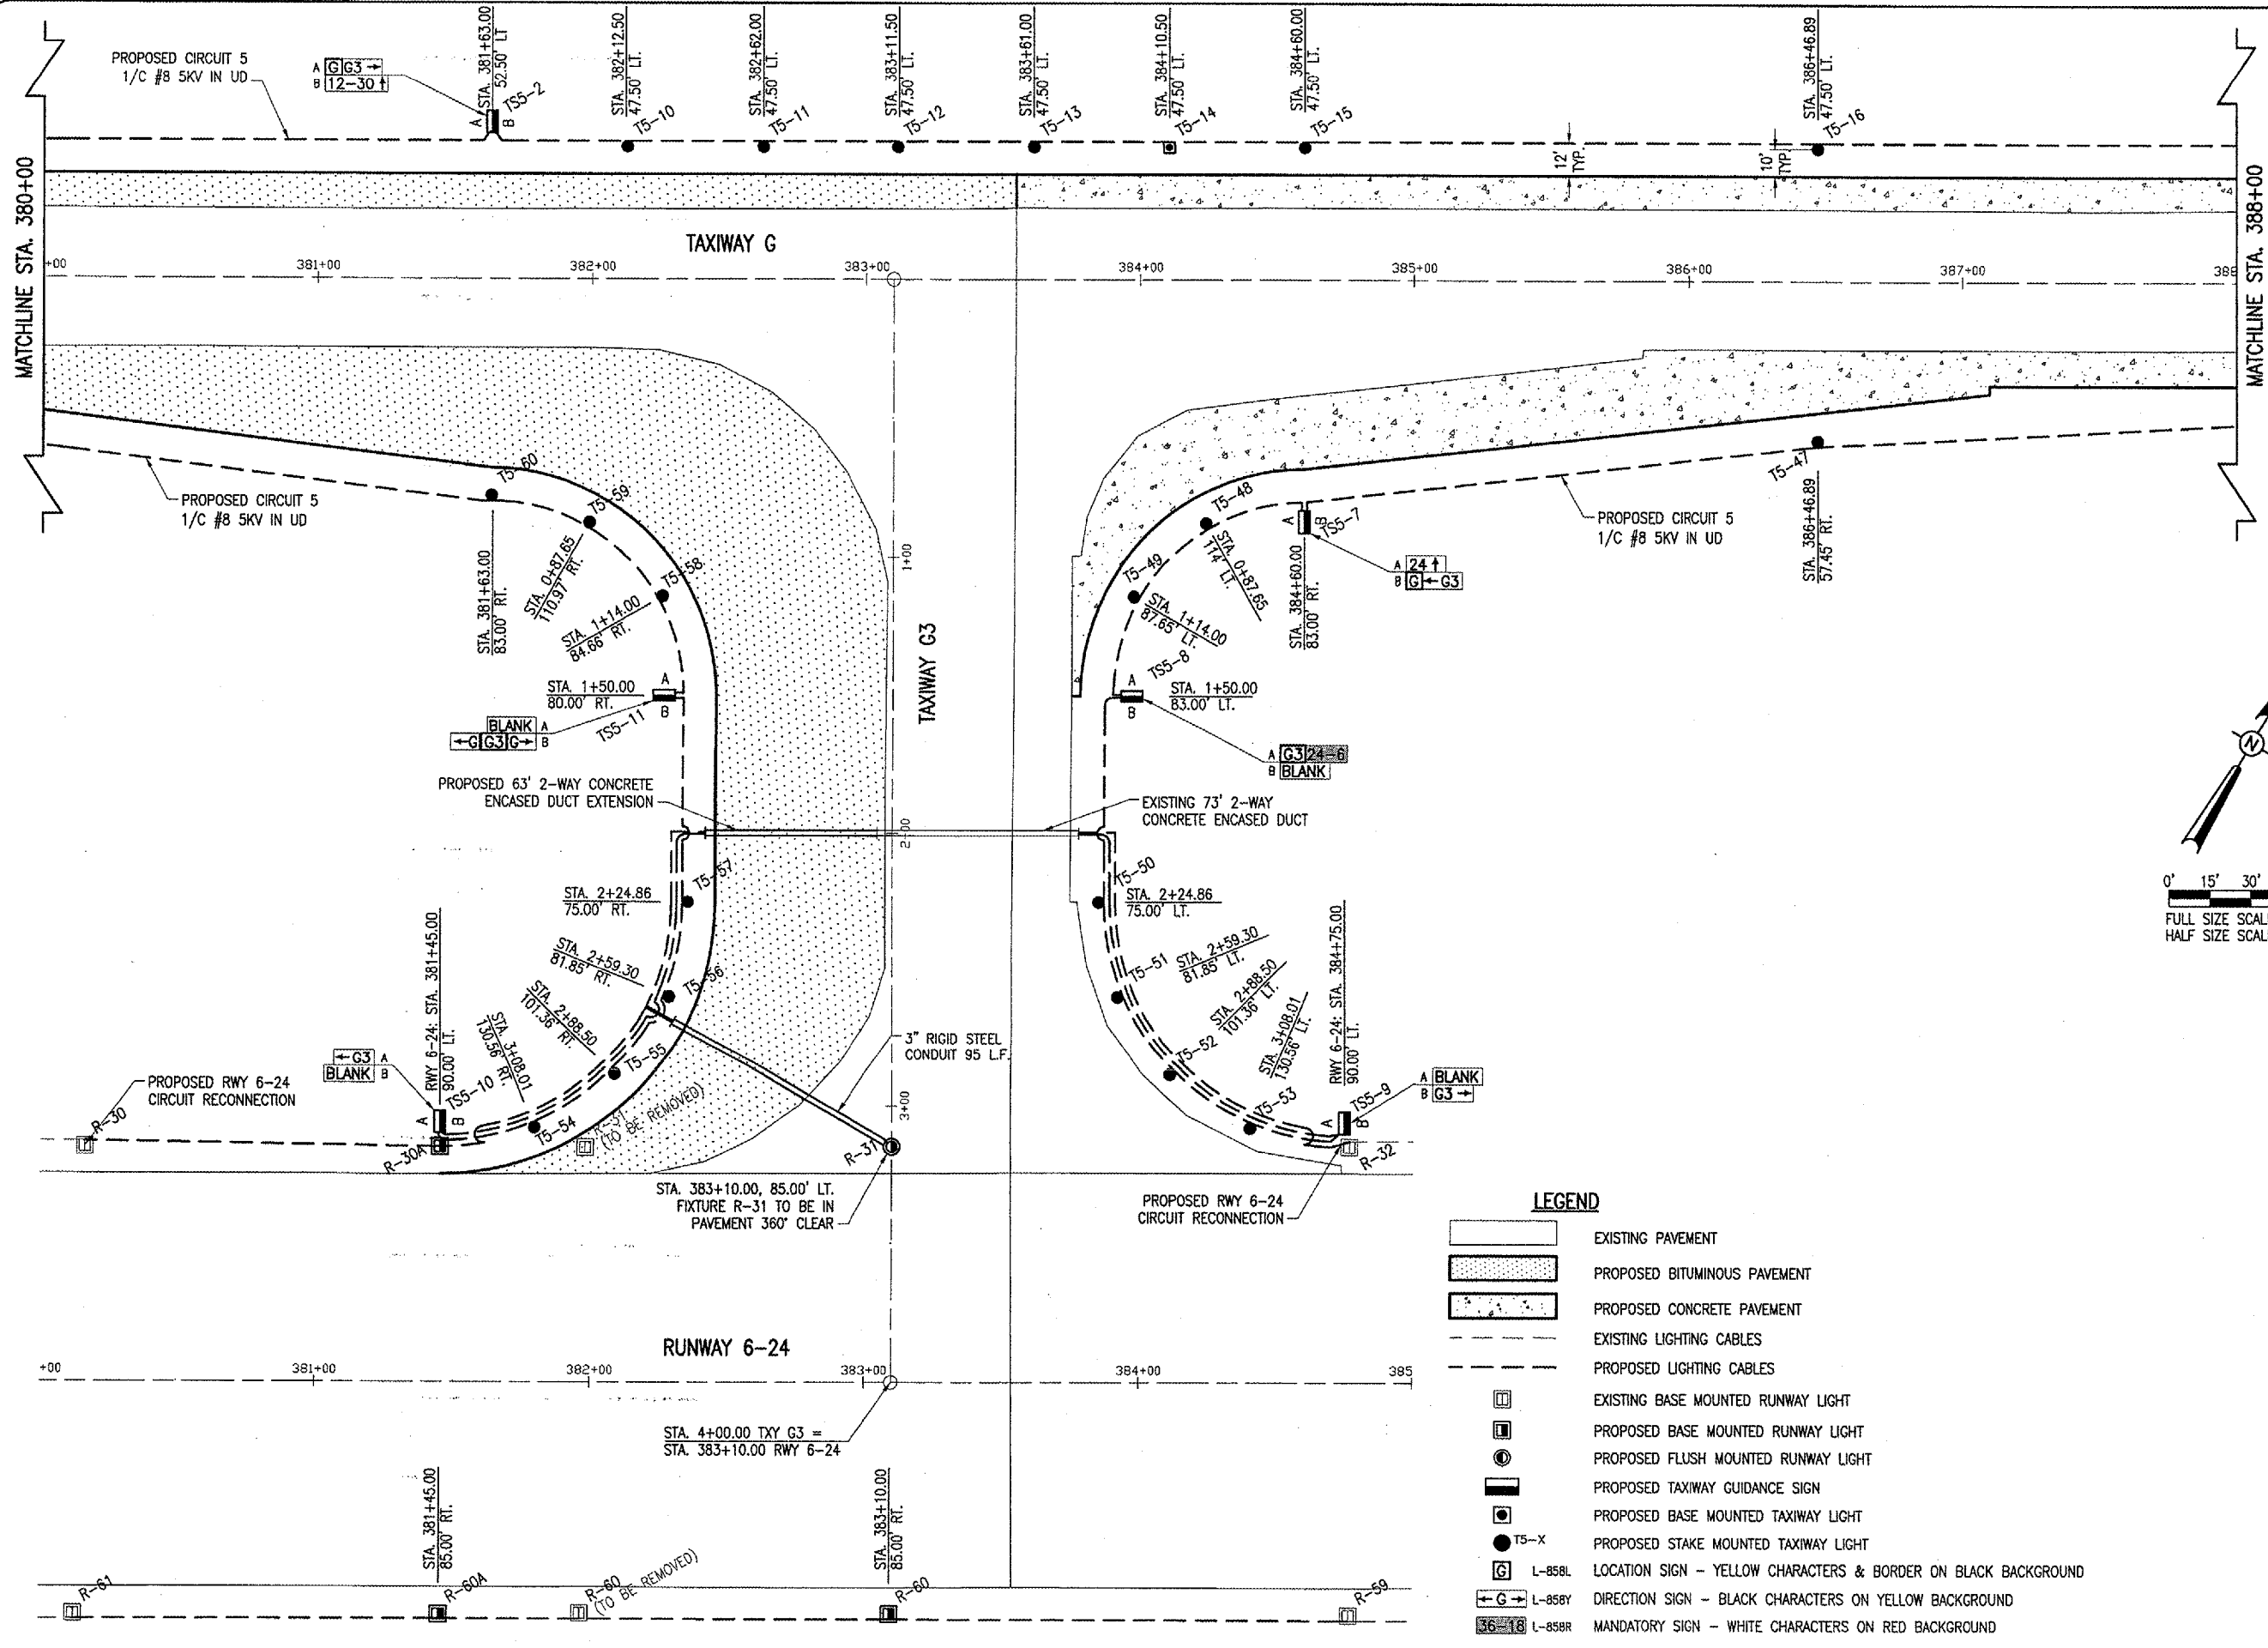 PROPOSED CIRCUIT 5
1/C #8 5KV IN UD
A G G3 →
B 12-30 ↑
STA. 381+63.00
52.50' LT
A
B
TS5-2
STA. 382+12.50
47.50' LT.
T5-10
STA. 382+62.00
47.50' LT.
T5-11
STA. 383+11.50
47.50' LT.
T5-12
STA. 383+61.00
47.50' LT.
T5-13
STA. 384+10.50
47.50' LT.
T5-14
STA. 384+60.00
47.50' LT.
T5-15
12'
TYP.
10'
TYP.
STA. 386+46.89
47.50' LT.
T5-16
MATCHLINE STA. 380+00
MATCHLINE STA. 388+00
TAXIWAY G
+00
381+00
382+00
383+00
384+00
385+00
386+00
387+00
388
PROPOSED CIRCUIT 5
1/C #8 5KV IN UD
T5-60
STA. 381+63.00
83.00' RT.
T5-59
STA. 0+87.65
110.97' RT.
T5-58
STA. 1+14.00
84.66' RT.
STA. 1+50.00
80.00' RT.
A
B
TS5-11
BLANK A
←G G3 G→ B
1+00
TAXIWAY G3
T5-48
STA. 0+87.65
114' LT.
T5-49
STA. 1+14.00
87.65' LT.
TS5-8
A
B
STA. 1+50.00
83.00' LT.
A G3 24-6
B BLANK
A
B
TS5-7
STA. 384+60.00
83.00' RT.
A 24 ↑
B G ← G3
PROPOSED CIRCUIT 5
1/C #8 5KV IN UD
T5-47
STA. 386+46.89
57.45' RT.
N
0' 15' 30'
FULL SIZE SCAL
HALF SIZE SCAL
PROPOSED 63' 2-WAY CONCRETE
ENCASED DUCT EXTENSION
EXISTING 73' 2-WAY
CONCRETE ENCASED DUCT
2+00
T5-57
STA. 2+24.86
75.00' RT.
T5-56
STA. 2+59.30
81.85' RT.
T5-55
STA. 2+88.50
101.36' RT.
T5-54
STA. 3+08.01
130.56' RT.
RWY 6-24: STA. 381+45.00
90.00' LT.
TS5-10
A
B
← G3 A
BLANK B
PROPOSED RWY 6-24
CIRCUIT RECONNECTION
R-30
R-30A
R-31
(TO BE REMOVED)
3" RIGID STEEL
CONDUIT 95 L.F.
3+00
R-31
STA. 383+10.00, 85.00' LT.
FIXTURE R-31 TO BE IN
PAVEMENT 360° CLEAR
T5-50
STA. 2+24.86
75.00' LT.
T5-51
STA. 2+59.30
81.85' LT.
T5-52
STA. 2+88.50
101.36' LT.
T5-53
STA. 3+08.01
130.56' LT.
RWY 6-24: STA. 384+75.00
90.00' LT.
TS5-9
A
B
A BLANK
B G3 →
R-32
PROPOSED RWY 6-24
CIRCUIT RECONNECTION
RUNWAY 6-24
+00
381+00
382+00
383+00
384+00
385
STA. 4+00.00 TXY G3 =
STA. 383+10.00 RWY 6-24
STA. 381+45.00
85.00' RT.
STA. 383+10.00
85.00' RT.
R-61
R-60A
R-60
(TO BE REMOVED)
R-60
R-59
LEGEND
EXISTING PAVEMENT
PROPOSED BITUMINOUS PAVEMENT
PROPOSED CONCRETE PAVEMENT
EXISTING LIGHTING CABLES
PROPOSED LIGHTING CABLES
EXISTING BASE MOUNTED RUNWAY LIGHT
PROPOSED BASE MOUNTED RUNWAY LIGHT
PROPOSED FLUSH MOUNTED RUNWAY LIGHT
PROPOSED TAXIWAY GUIDANCE SIGN
PROPOSED BASE MOUNTED TAXIWAY LIGHT
T5-X PROPOSED STAKE MOUNTED TAXIWAY LIGHT
G L-858L LOCATION SIGN - YELLOW CHARACTERS & BORDER ON BLACK BACKGROUND
← G → L-858Y DIRECTION SIGN - BLACK CHARACTERS ON YELLOW BACKGROUND
36-18 L-858R MANDATORY SIGN - WHITE CHARACTERS ON RED BACKGROUND